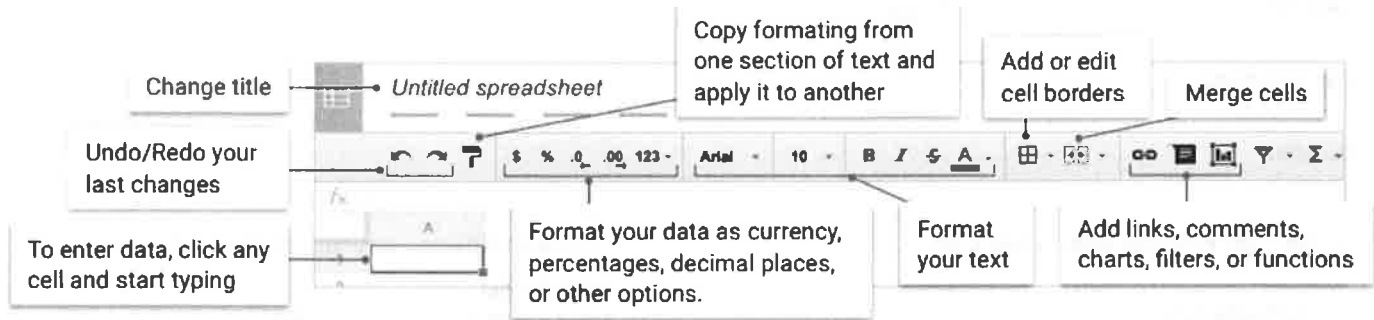 Copy formating from
one section of text and
apply it to another
Add or edit
cell borders
Merge cells
Change title
Untitled spreadsheet
Undo/Redo your
last changes
$ % .0 .00 123
Arial
10
B I S A
Σ
fx
A
1
To enter data, click any
cell and start typing
Format your data as currency,
percentages, decimal places,
or other options.
Format
your text
Add links, comments,
charts, filters, or functions